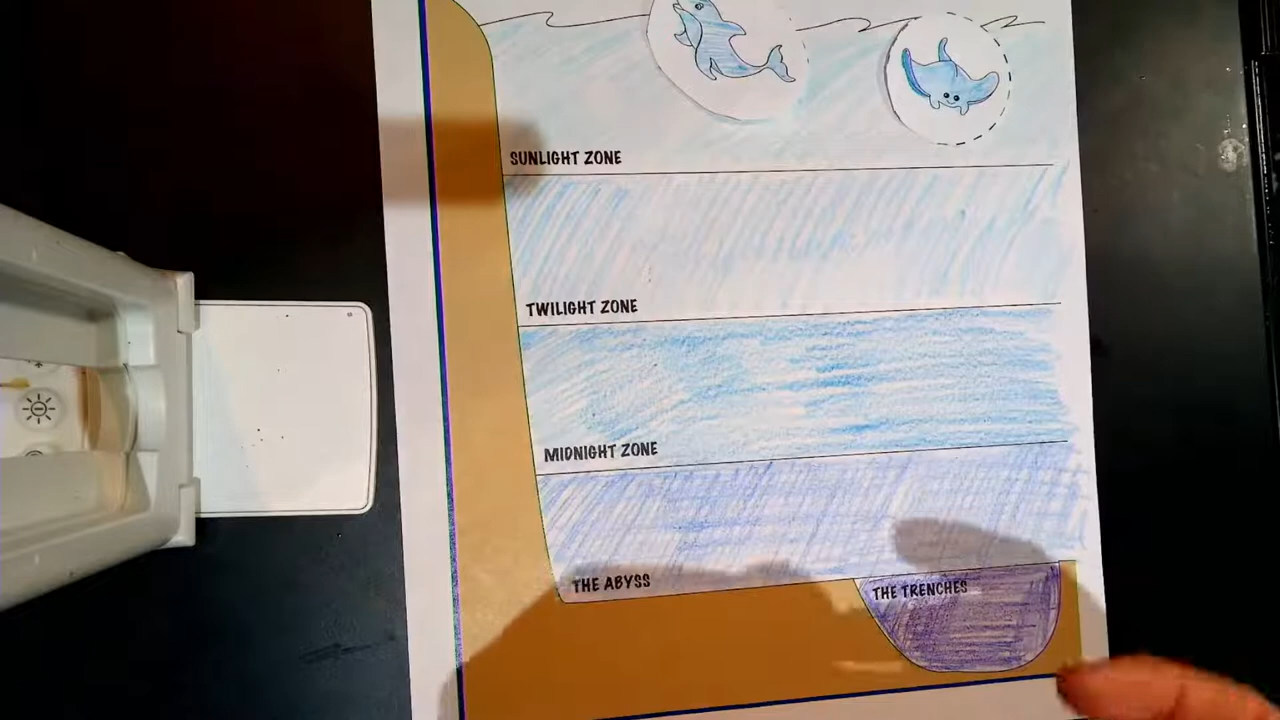 SUNLIGHT ZONE
TWILIGHT ZONE
MIDNIGHT ZONE
THE ABYSS
THE TRENCHES